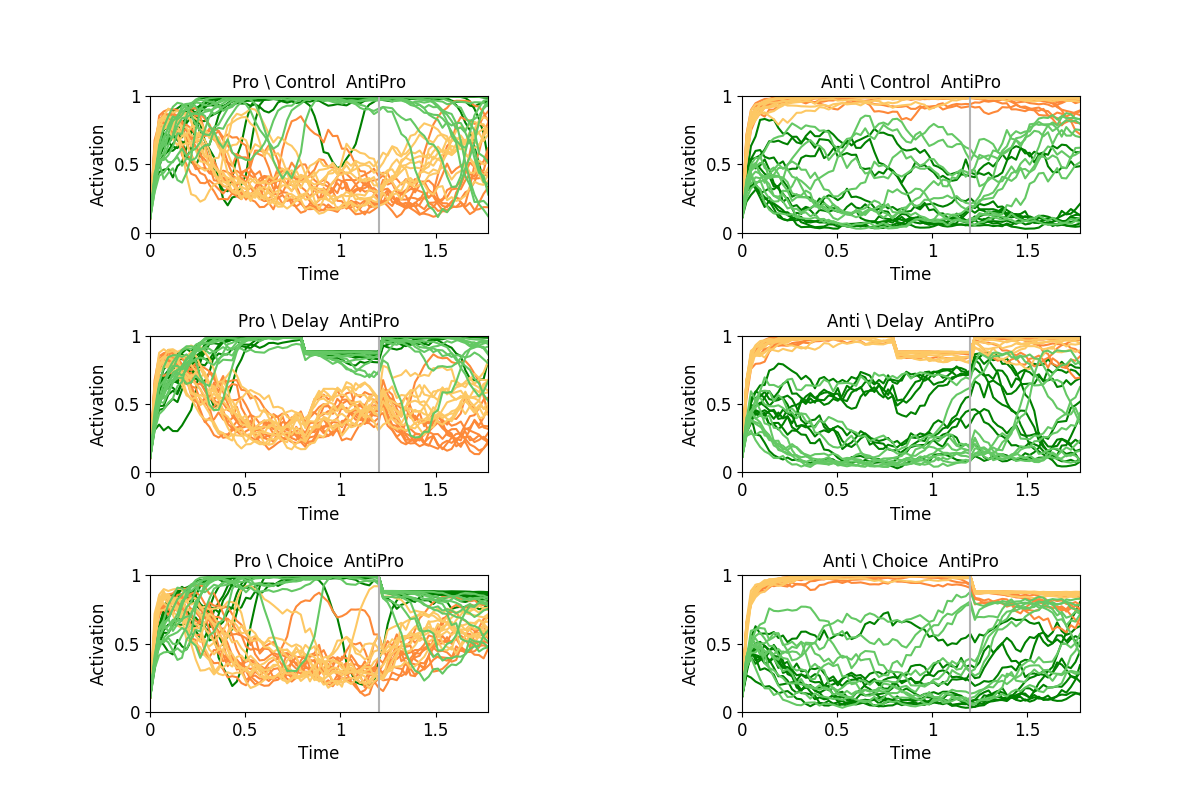 Pro \ Control  AntiPro
1
0.5
0
Activation
0 0.5 1 1.5
Time
Anti \ Control  AntiPro
1
0.5
0
Activation
0 0.5 1 1.5
Time
Pro \ Delay  AntiPro
1
0.5
0
Activation
0 0.5 1 1.5
Time
Anti \ Delay  AntiPro
1
0.5
0
Activation
0 0.5 1 1.5
Time
Pro \ Choice  AntiPro
1
0.5
0
Activation
0 0.5 1 1.5
Time
Anti \ Choice  AntiPro
1
0.5
0
Activation
0 0.5 1 1.5
Time